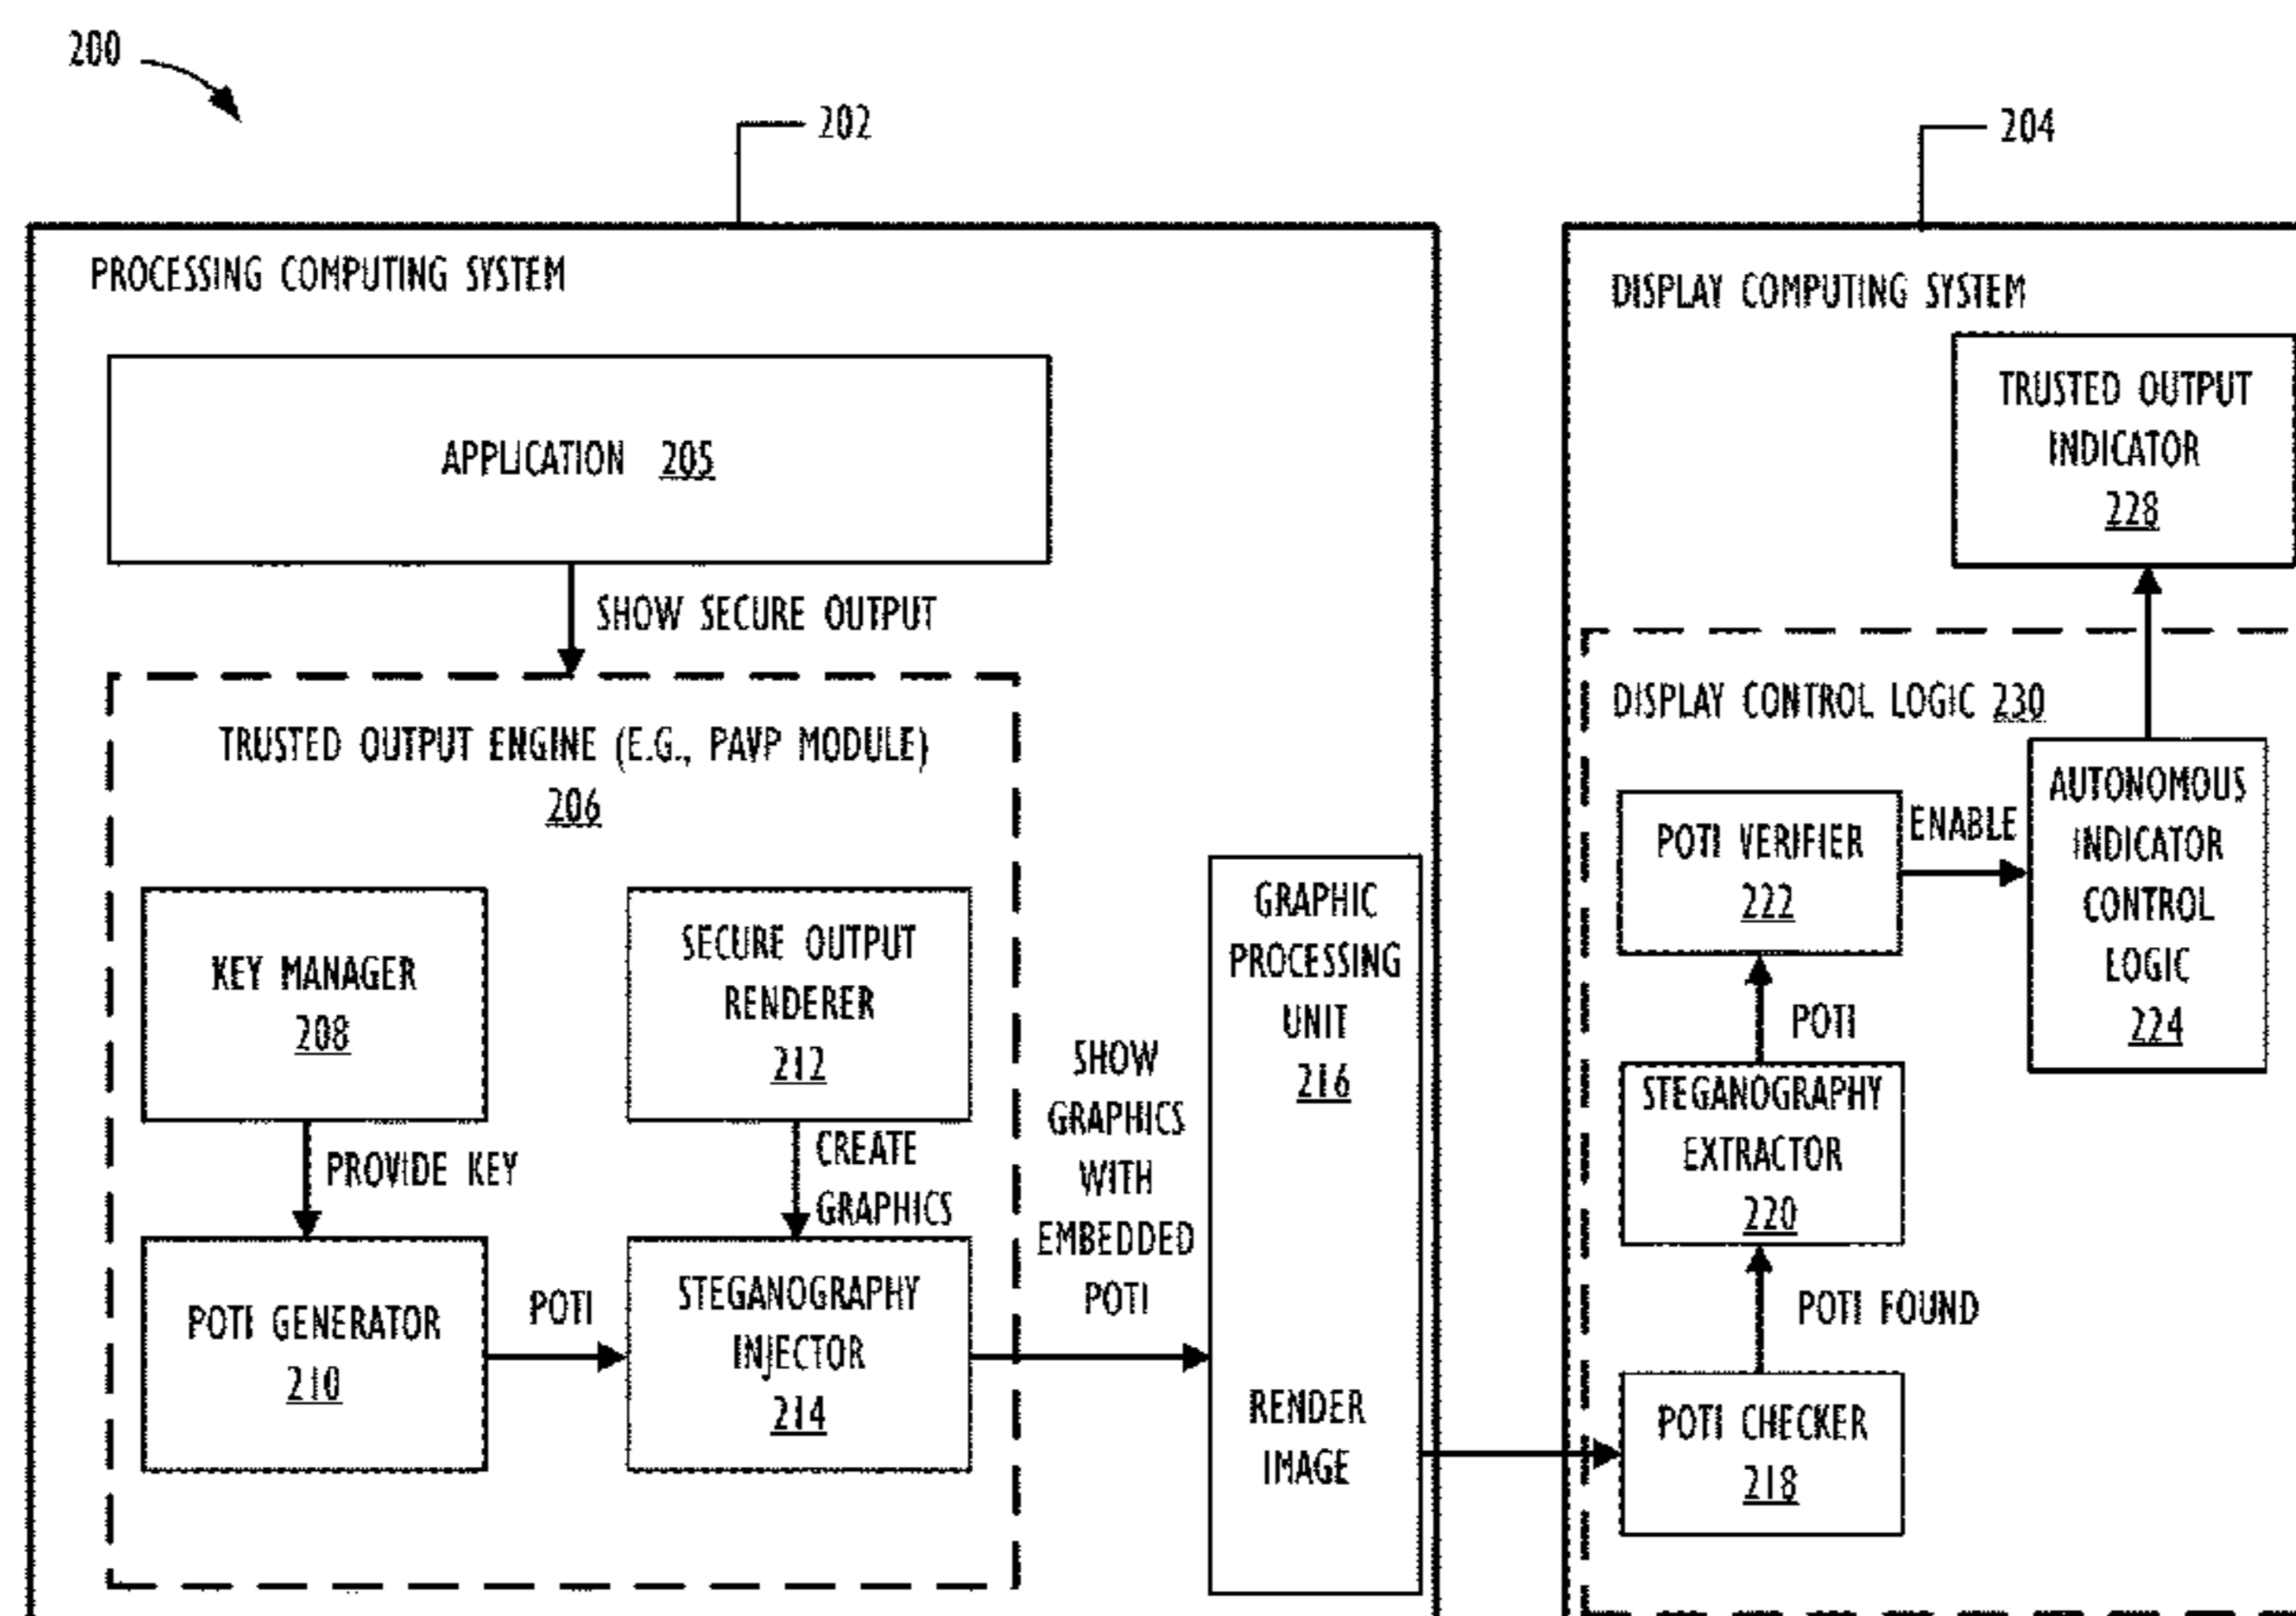 200
202
204
PROCESSING COMPUTING SYSTEM
APPLICATION 205
SHOW SECURE OUTPUT
TRUSTED OUTPUT ENGINE (E.G., PAVP MODULE)
206
KEY MANAGER
208
SECURE OUTPUT
RENDERER
212
PROVIDE KEY
CREATE
GRAPHICS
POTI GENERATOR
210
POTI
STEGANOGRAPHY
INJECTOR
214
SHOW
GRAPHICS
WITH
EMBEDDED
POTI
GRAPHIC
PROCESSING
UNIT
216
RENDER
IMAGE
DISPLAY COMPUTING SYSTEM
TRUSTED OUTPUT
INDICATOR
228
DISPLAY CONTROL LOGIC 230
POTI VERIFIER
222
ENABLE
AUTONOMOUS
INDICATOR
CONTROL
LOGIC
224
POTI
STEGANOGRAPHY
EXTRACTOR
220
POTI FOUND
POTI CHECKER
218